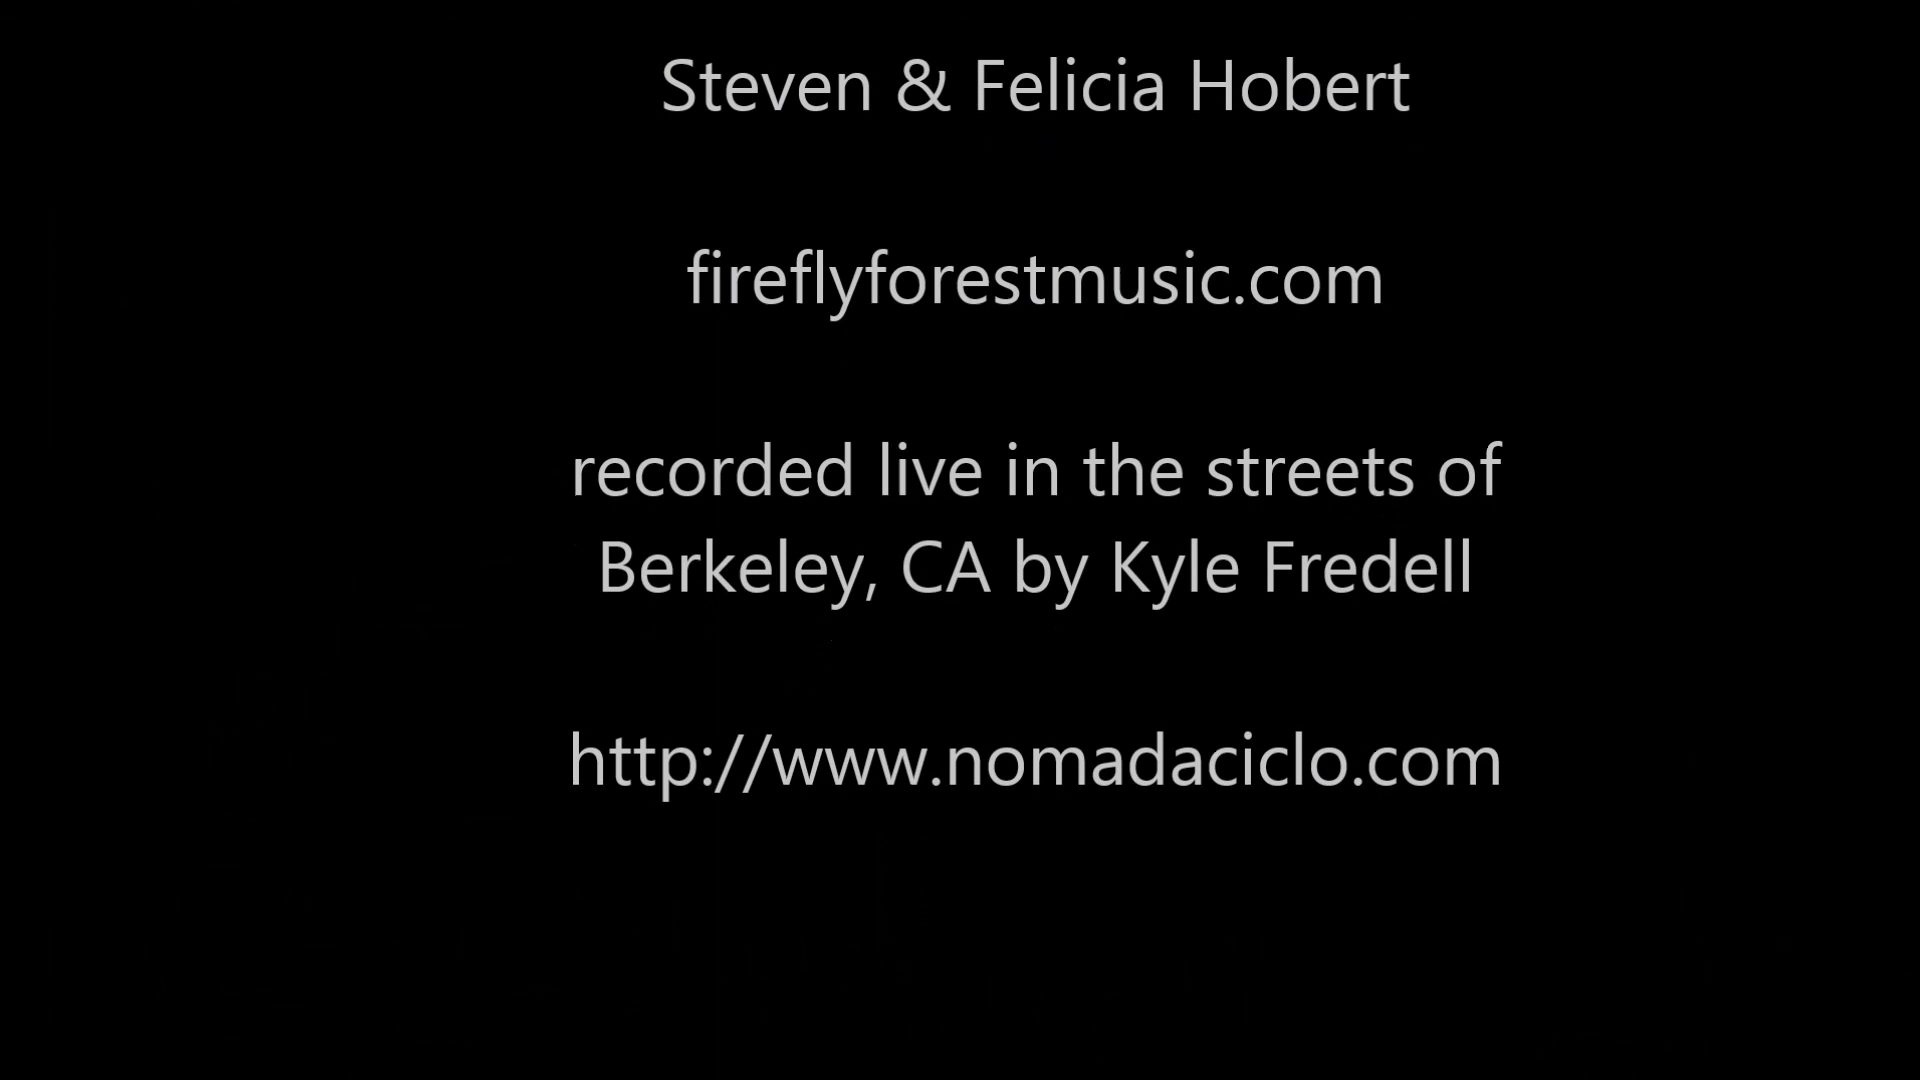 Steven & Felicia Hobert
fireflyforestmusic.com
recorded live in the streets of
Berkeley, CA by Kyle Fredell
http://www.nomadaciclo.com